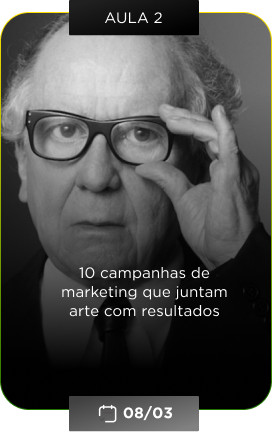 AULA 2
10 campanhas de
marketing que juntam
arte com resultados
08/03